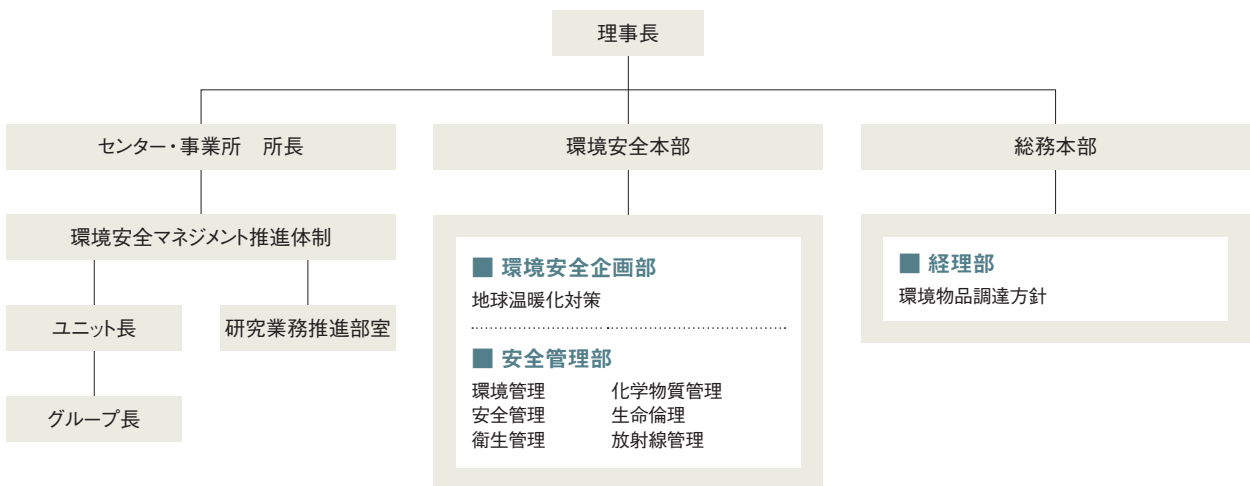 理事長
センター・事業所　所長
環境安全本部
総務本部
環境安全マネジメント推進体制
ユニット長
研究業務推進部室
グループ長
■ 環境安全企画部
地球温暖化対策
■ 安全管理部
環境管理　化学物質管理
安全管理　生命倫理
衛生管理　放射線管理
■ 経理部
環境物品調達方針